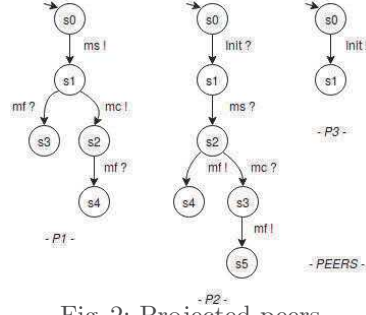 s0
ms !
s1
mf ?
mc !
s3
s2
mf ?
s4
- P1 -
s0
Init ?
s1
ms ?
s2
mf !
mc ?
s4
s3
mf !
s5
- P2 -
s0
Init
s1
- P3 -
- PEERS -
Fig. 2: Projected peers